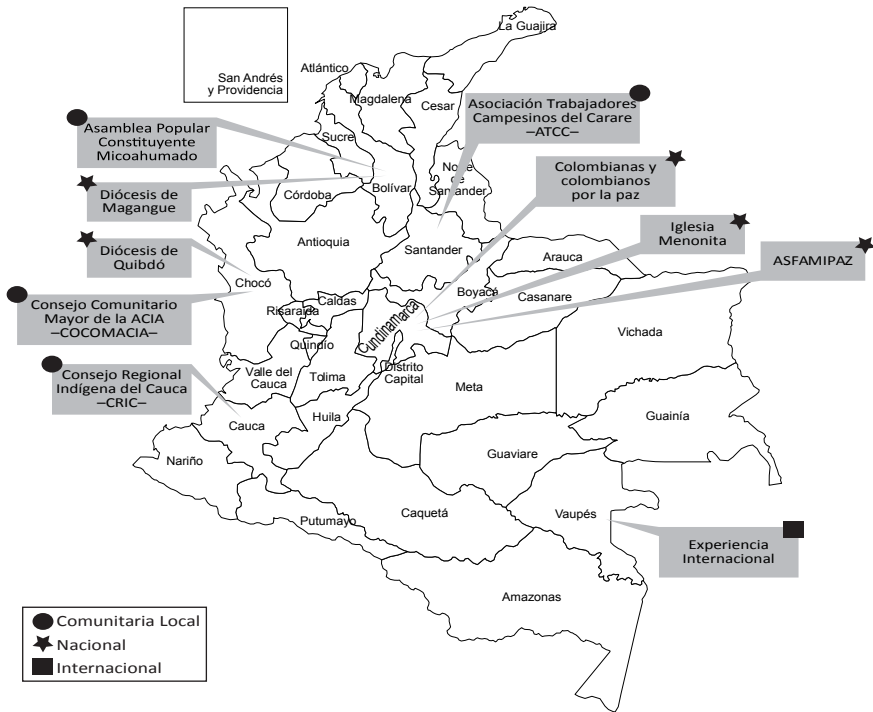 La Guajira
San Andrés
y Providencia
Atlántico
Magdalena
Cesar
Asociación Trabajadores
Campesinos del Carare
–ATCC–
Asamblea Popular
Constituyente
Micoahumado
Sucre
Norte
de
Santander
Colombianas y
colombianos
por la paz
Diócesis de
Magangue
Córdoba
Bolívar
Iglesia
Menonita
Diócesis de
Quibdó
Antioquia
Santander
Arauca
ASFAMIPAZ
Chocó
Boyacá
Casanare
Consejo Comunitario
Mayor de la ACIA
–COCOMACIA–
Caldas
Risaralda
Cundinamarca
Vichada
Quindío
Consejo Regional
Indígena del Cauca
–CRIC–
Valle del
Cauca
Tolima
Distrito
Capital
Meta
Cauca
Huila
Guainía
Nariño
Guaviare
Putumayo
Caquetá
Vaupés
Experiencia
Internacional
Amazonas
Comunitaria Local
Nacional
Internacional